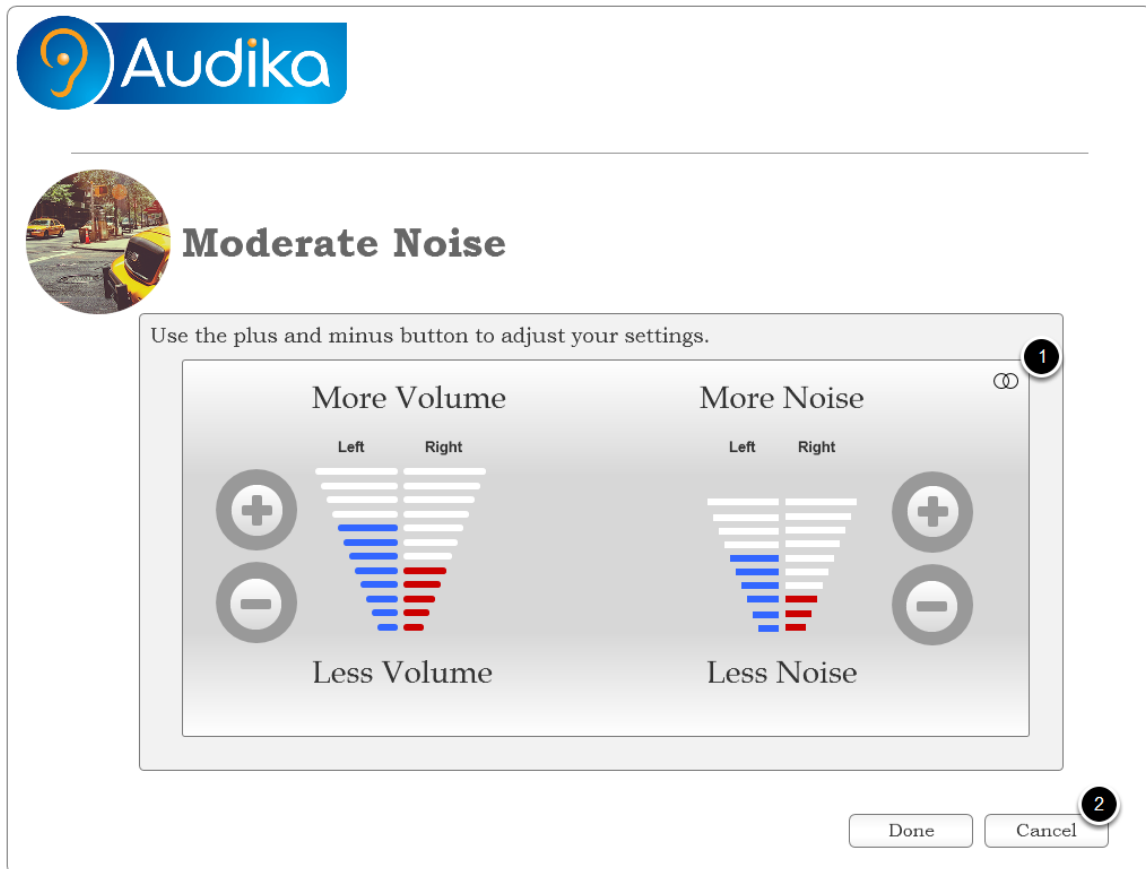 Audika
Moderate Noise
Use the plus and minus button to adjust your settings.
1
More Volume
More Noise
Left Right
Left Right
Less Volume
Less Noise
2
Done
Cancel